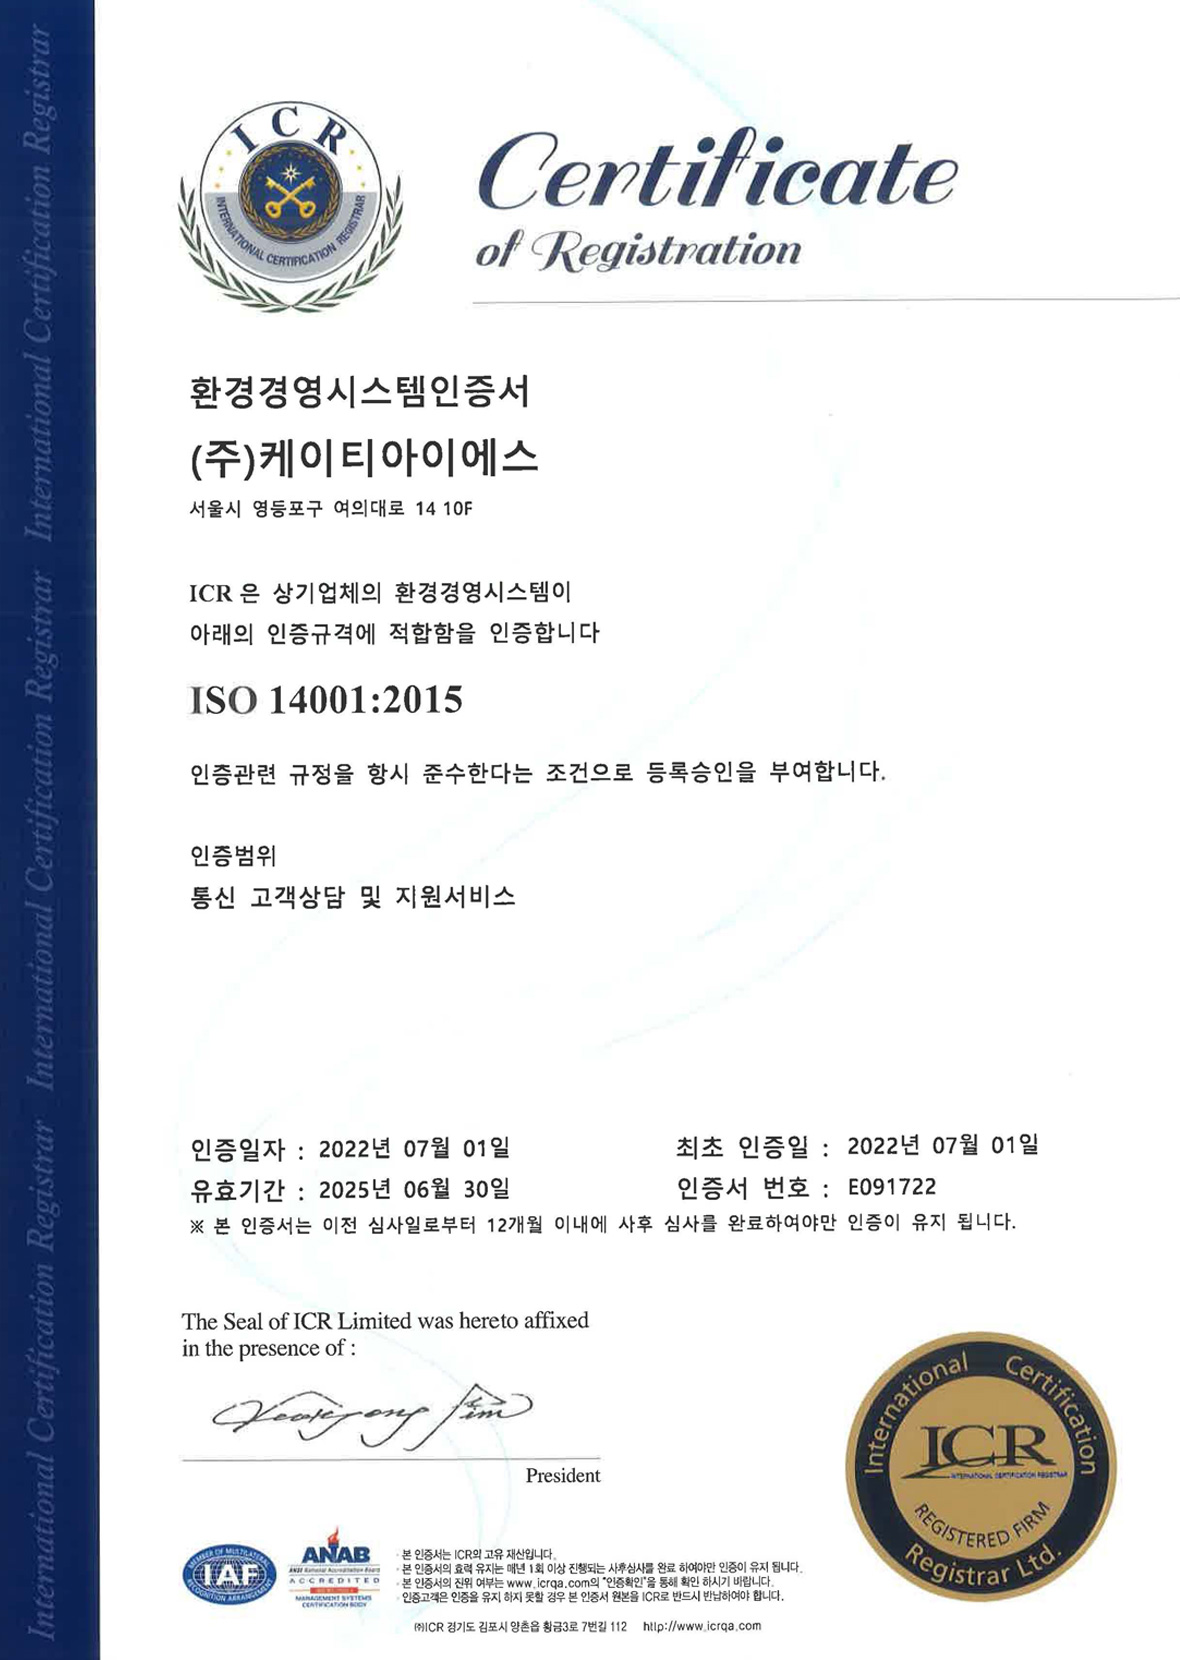 International Certification Registrar International Certification Registrar International Certification Registrar
ICR
INTERNATIONAL CERTIFICATION REGISTRAR
Certificate
of Registration
환경경영시스템인증서
(주)케이티아이에스
서울시 영등포구 여의대로 14 10F
ICR은 상기업체의 환경경영시스템이
아래의 인증규격에 적합함을 인증합니다
ISO 14001:2015
인증관련 규정을 항시 준수한다는 조건으로 등록승인을 부여합니다.
인증범위
통신 고객상담 및 지원서비스
인증일자 : 2022년 07월 01일
최초 인증일 : 2022년 07월 01일
유효기간 : 2025년 06월 30일
인증서 번호 : E091722
※ 본 인증서는 이전 심사일로부터 12개월 이내에 사후 심사를 완료하여야만 인증이 유지 됩니다.
The Seal of ICR Limited was hereto affixed
in the presence of :
President
International Certification
ICR
INTERNATIONAL CERTIFICATION REGISTRAR
REGISTERED FIRM
Registrar Ltd.
MEMBER OF MULTILATERAL
IAF
RECOGNITION ARRANGEMENT
ANAB
ANSI National Accreditation Board
ACCREDITED
MANAGEMENT SYSTEMS
CERTIFICATION BODY
· 본 인증서는 ICR의 고유 재산입니다.
· 본 인증서의 효력 유지는 매년 1회 이상 진행되는 사후심사를 완료 하여야만 인증이 유지 됩니다.
· 본 인증서의 진위 여부는 www.icrqa.com의 "인증확인"을 통해 확인 하시기 바랍니다.
· 인증고객은 인증을 유지 하지 못할 경우 본 인증서 원본을 ICR로 반드시 반납하여야 합니다.
㈜ICR 경기도 김포시 양촌읍 황금3로 7번길 112 http://www.icrqa.com